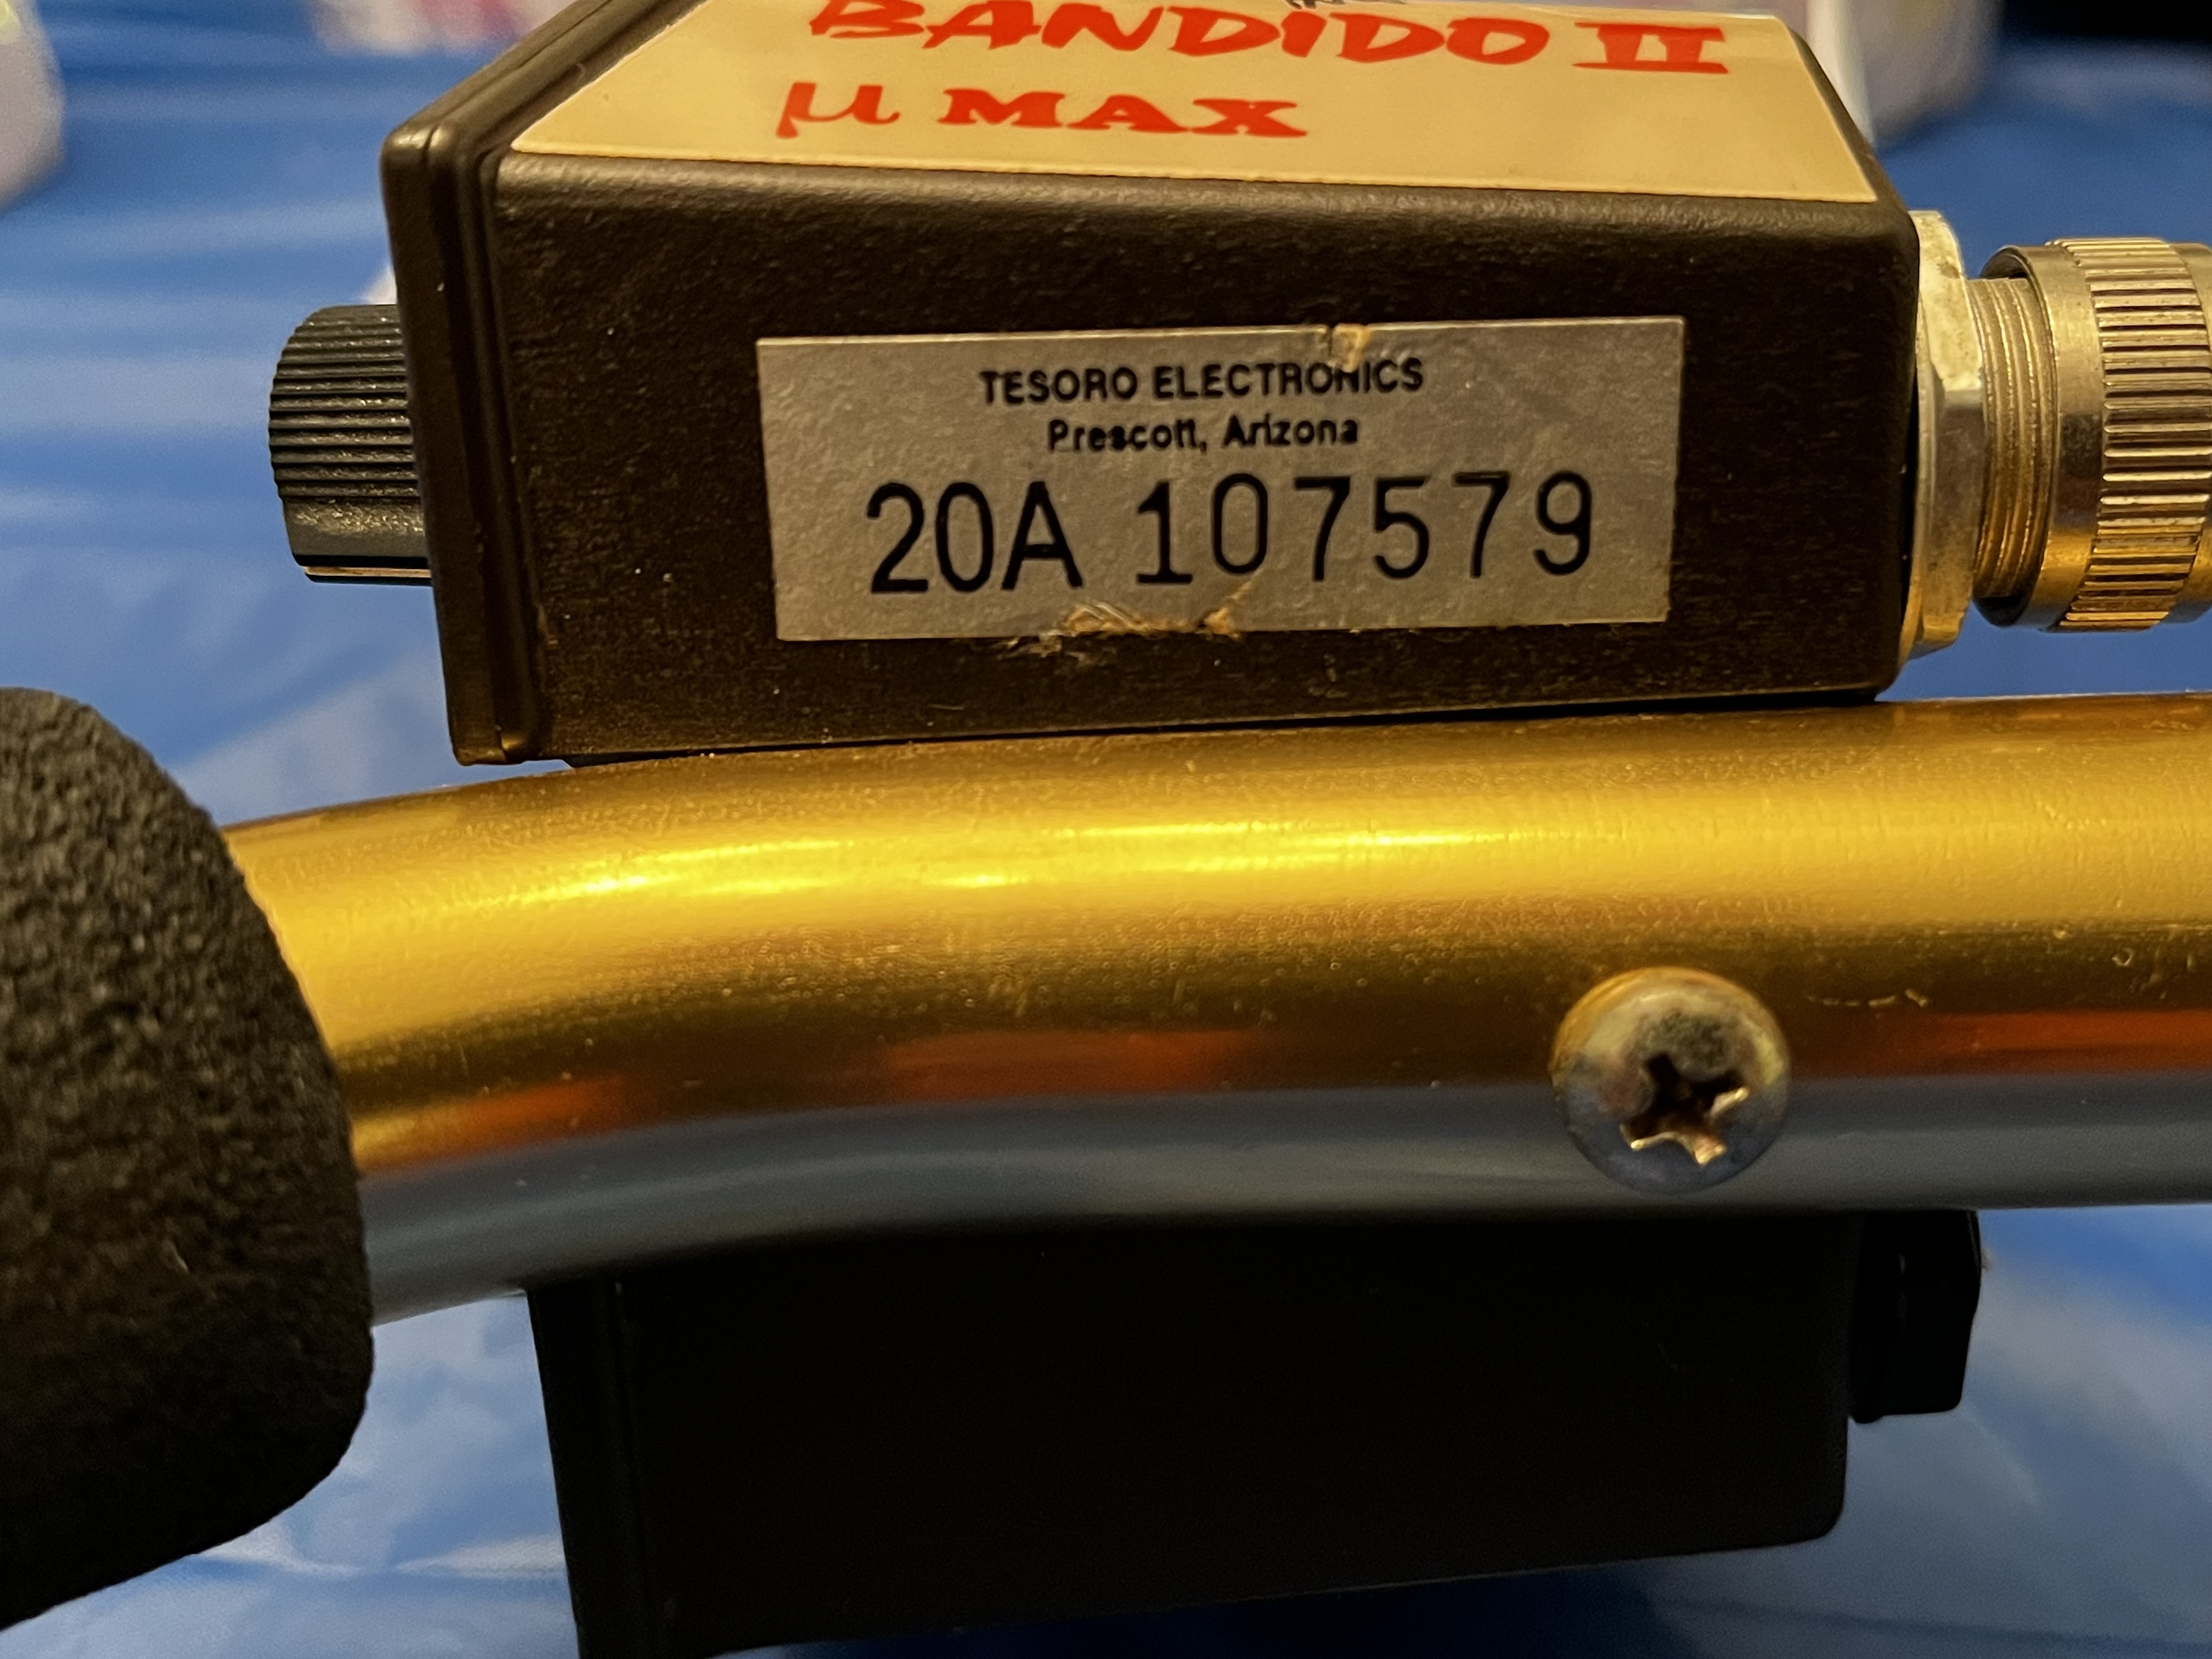 BANDIDO II
µ MAX
TESORO ELECTRONICS
Prescott, Arizona
20A 107579